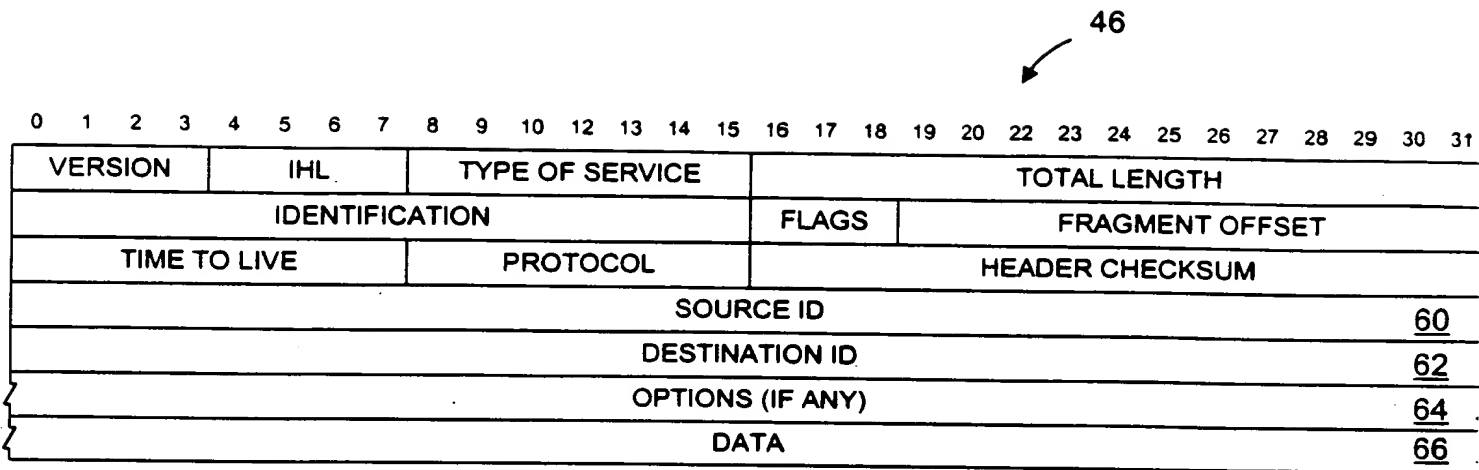 46
0 1 2 3 4 5 6 7 8 9 10 12 13 14 15 16 17 18 19 20 22 23 24 25 26 27 28 29 30 31
VERSION IHL TYPE OF SERVICE TOTAL LENGTH
IDENTIFICATION FLAGS FRAGMENT OFFSET
TIME TO LIVE PROTOCOL HEADER CHECKSUM
SOURCE ID 60
DESTINATION ID 62
OPTIONS (IF ANY) 64
DATA 66